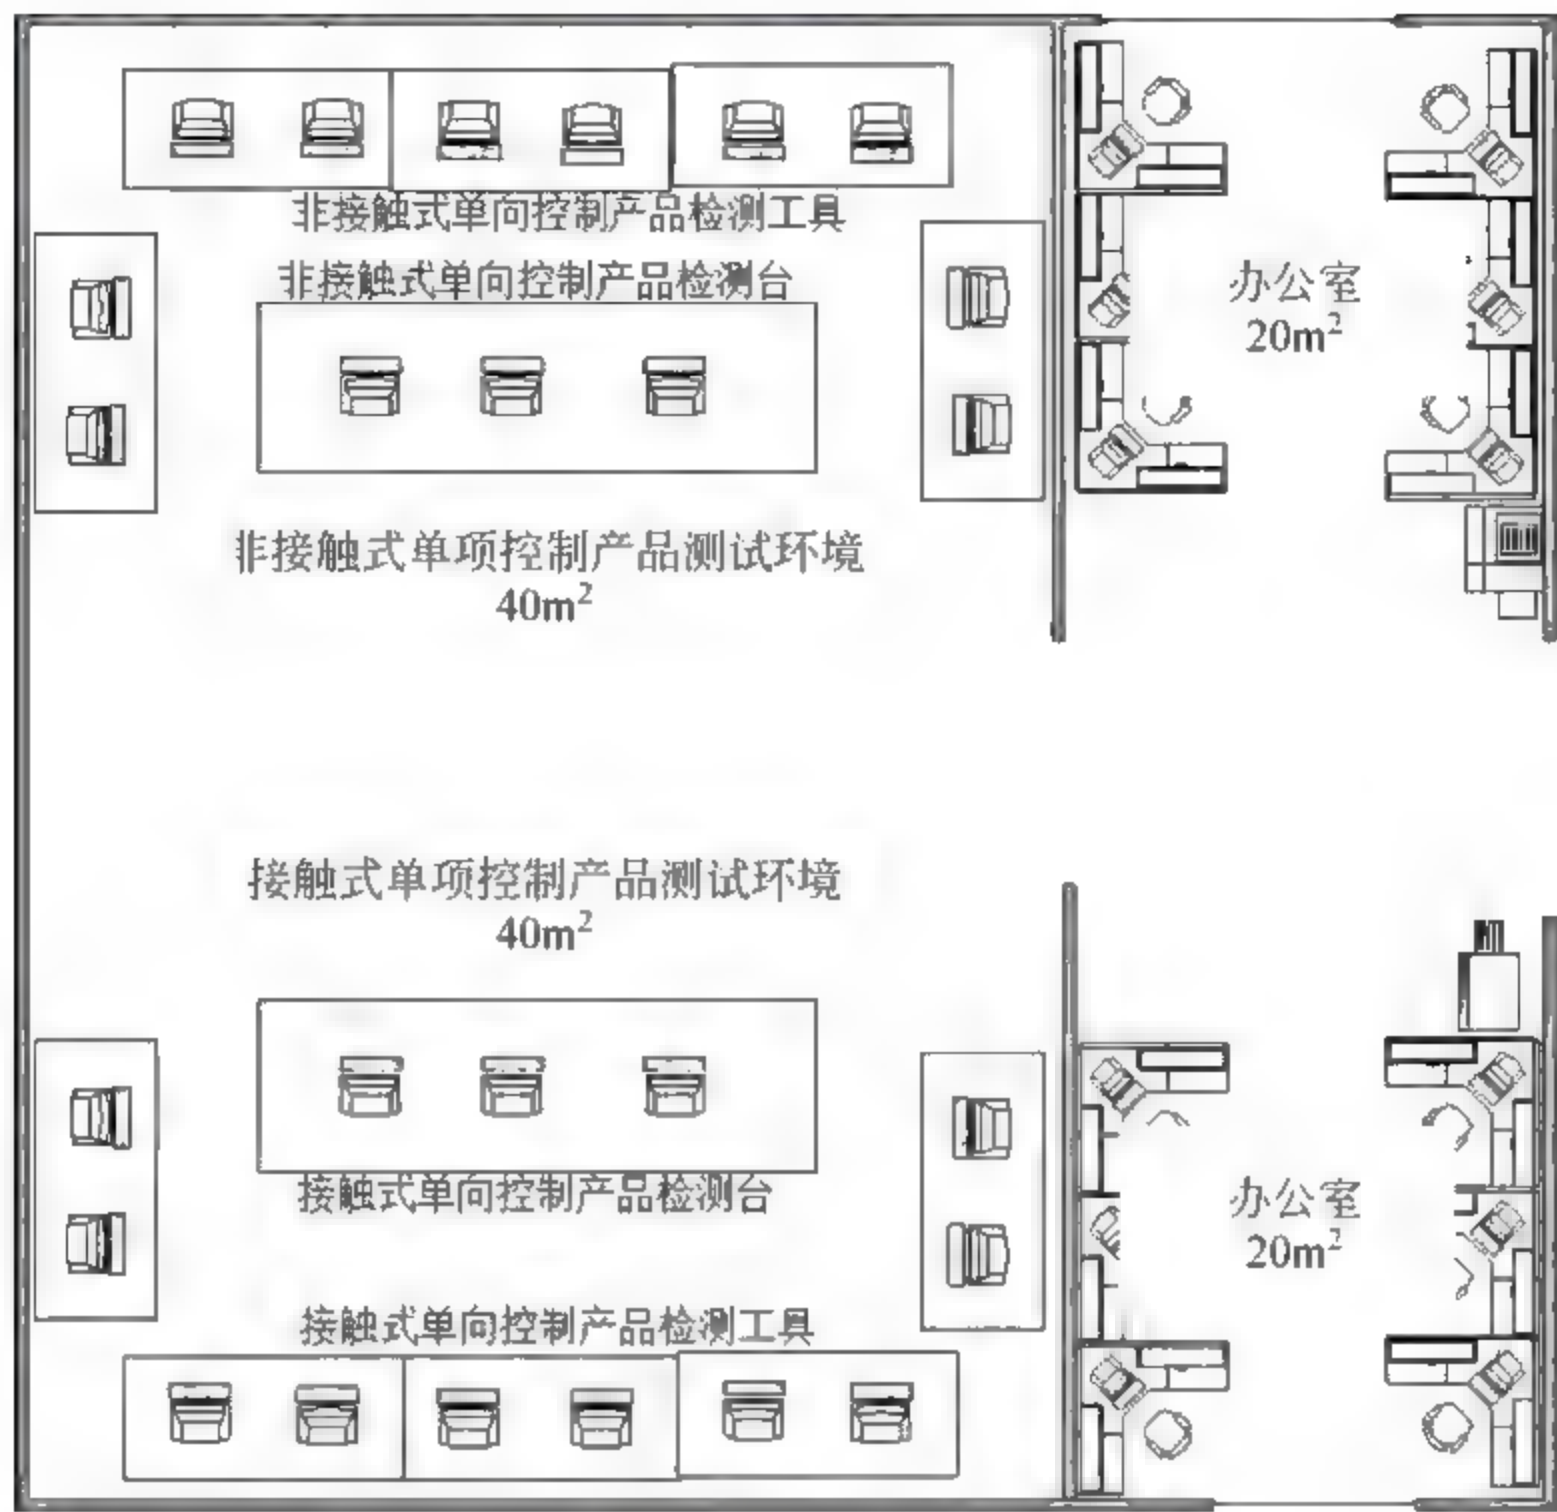 非接触式单向控制产品检测工具
非接触式单向控制产品检测台
办公室
20m²
非接触式单项控制产品测试环境
40m²
接触式单项控制产品测试环境
40m²
接触式单向控制产品检测台
办公室
20m²
接触式单向控制产品检测工具